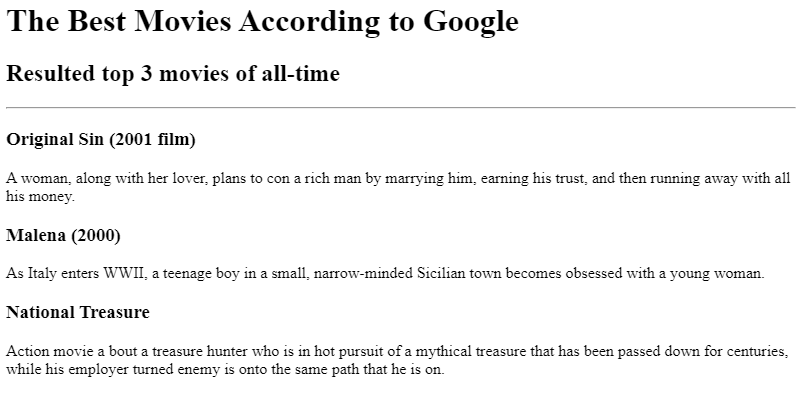 The Best Movies According to Google
Resulted top 3 movies of all-time
Original Sin (2001 film)
A woman, along with her lover, plans to con a rich man by marrying him, earning his trust, and then running away with all
his money.
Malena (2000)
As Italy enters WWII, a teenage boy in a small, narrow-minded Sicilian town becomes obsessed with a young woman.
National Treasure
Action movie a bout a treasure hunter who is in hot pursuit of a mythical treasure that has been passed down for centuries,
while his employer turned enemy is onto the same path that he is on.